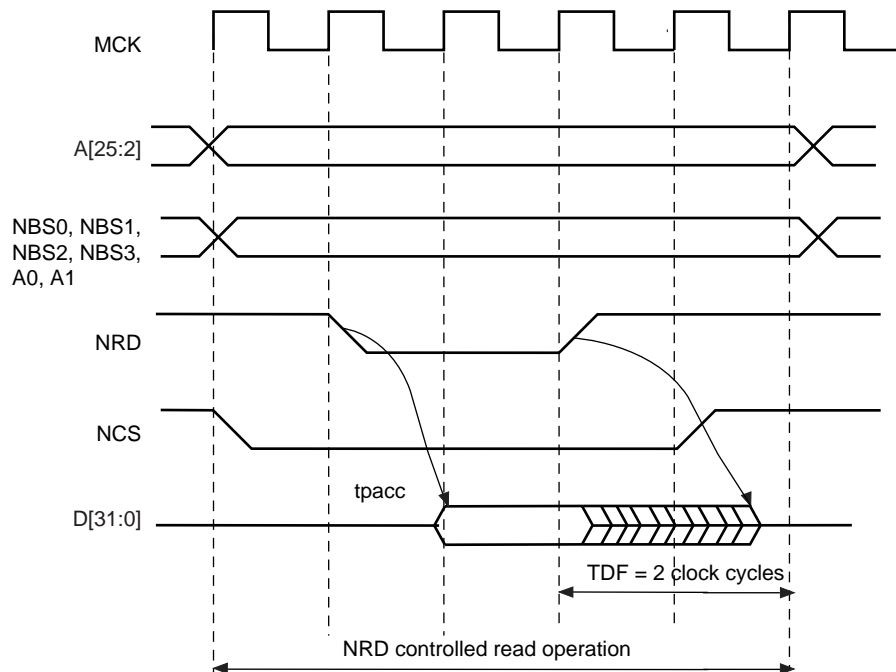 MCK
A[25:2]
NBS0, NBS1,
NBS2, NBS3,
A0, A1
NRD
NCS
tpacc
D[31:0]
TDF = 2 clock cycles
NRD controlled read operation